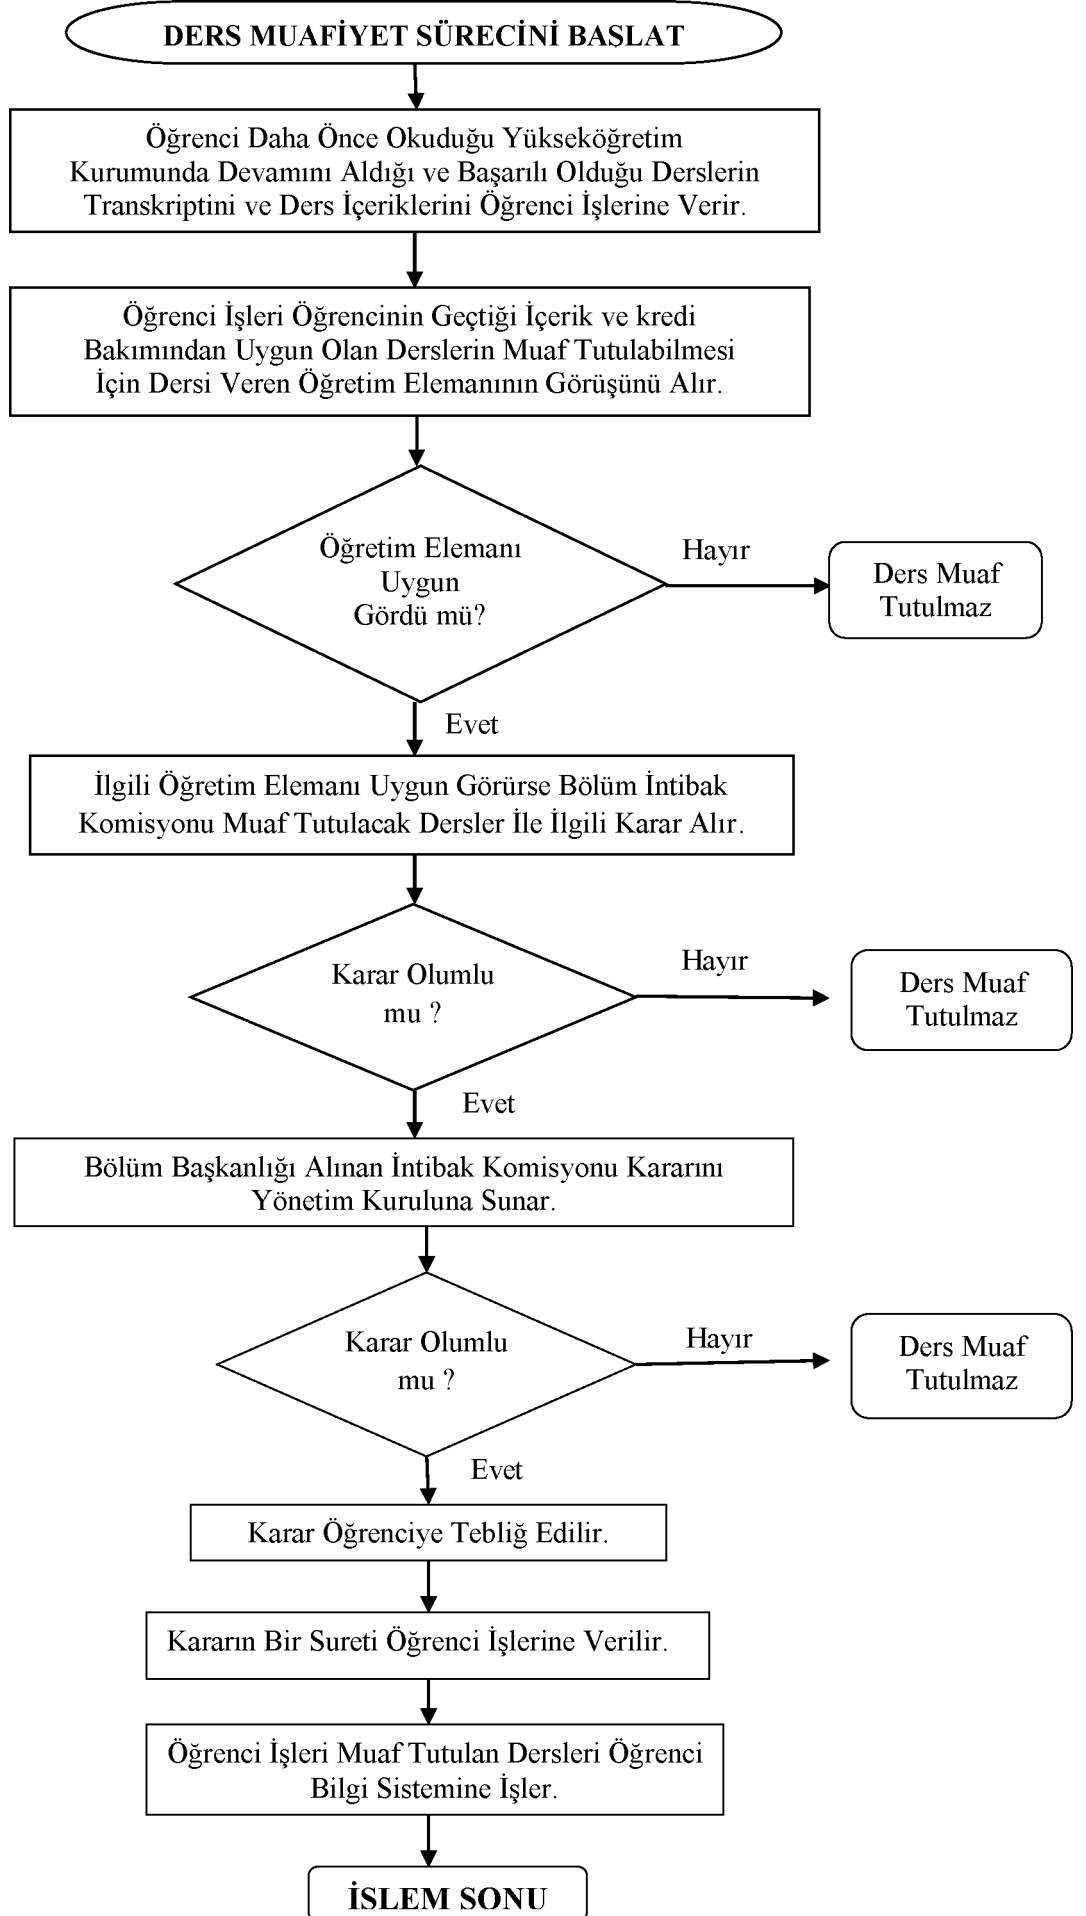 DERS MUAFİYET SÜRECİNİ BASLAT
Öğrenci Daha Önce Okuduğu Yükseköğretim
Kurumunda Devamını Aldığı ve Başarılı Olduğu Derslerin
Transkriptini ve Ders İçeriklerini Öğrenci İşlerine Verir.
Öğrenci İşleri Öğrencinin Geçtiği İçerik ve kredi
Bakımından Uygun Olan Derslerin Muaf Tutulabilmesi
İçin Dersi Veren Öğretim Elemanının Görüşünü Alır.
Öğretim Elemanı
Uygun
Gördü mü?
Hayır
Ders Muaf
Tutulmaz
Evet
İlgili Öğretim Elemanı Uygun Görürse Bölüm İntibak
Komisyonu Muaf Tutulacak Dersler İle İlgili Karar Alır.
Karar Olumlu
mu ?
Hayır
Ders Muaf
Tutulmaz
Evet
Bölüm Başkanlığı Alınan İntibak Komisyonu Kararını
Yönetim Kuruluna Sunar.
Karar Olumlu
mu ?
Hayır
Ders Muaf
Tutulmaz
Evet
Karar Öğrenciye Tebliğ Edilir.
Kararın Bir Sureti Öğrenci İşlerine Verilir.
Öğrenci İşleri Muaf Tutulan Dersleri Öğrenci
Bilgi Sistemine İşler.
İSLEM SONU